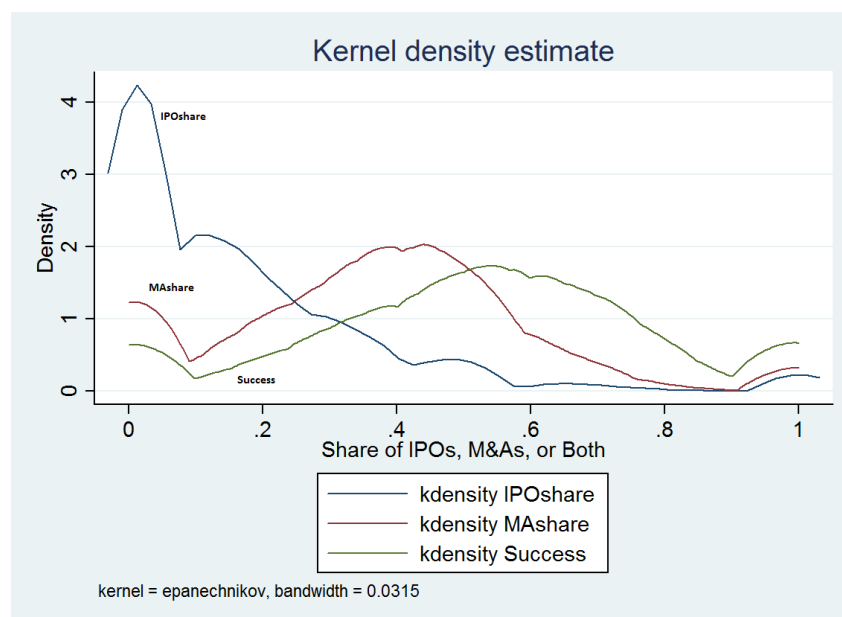 Kernel density estimate
4
3
2
1
0
Density
IPOshare
MAshare
Success
0 .2 .4 .6 .8 1
Share of IPOs, M&As, or Both
kdensity IPOshare
kdensity MAshare
kdensity Success
kernel = epanechnikov, bandwidth = 0.0315